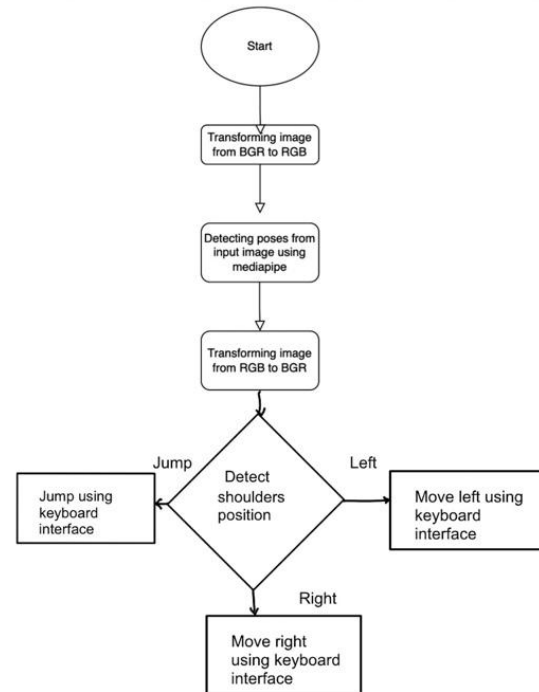 Start
Transforming image
from BGR to RGB
Detecting poses from
input image using
mediapipe
Transforming image
from RGB to BGR
Jump
Left
Detect
shoulders
position
Jump using
keyboard
interface
Move left using
keyboard
interface
Right
Move right
using keyboard
interface